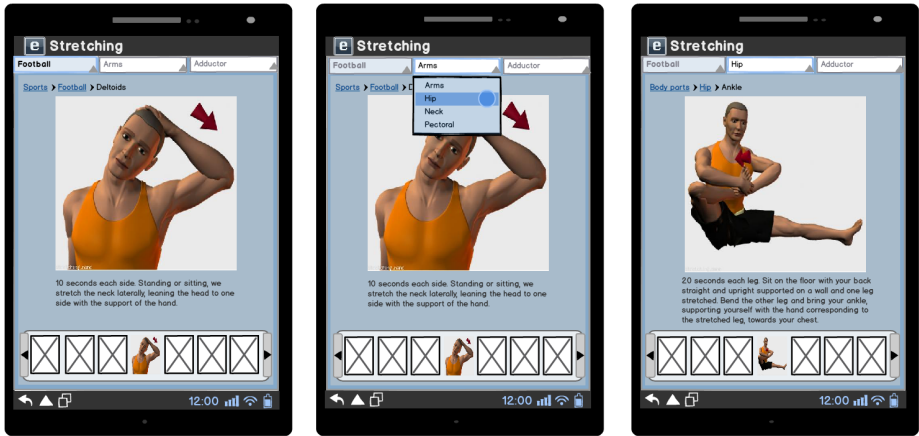 e Stretching
Football Arms Adductor
Sports > Football > Deltoids
10 seconds each side. Standing or sitting, we
stretch the neck laterally, leaning the head to one
side with the support of the hand.
12:00
e Stretching
Football Arms Adductor
Sports > Football > D
Arms
Hip
Neck
Pectoral
10 seconds each side. Standing or sitting, we
stretch the neck laterally, leaning the head to one
side with the support of the hand.
12:00
e Stretching
Football Hip Adductor
Body parts > Hip > Ankle
20 seconds each leg. Sit on the floor with your back
straight and upright supported on a wall and one leg
stretched. Bend the other leg and bring your ankle,
supporting yourself with the hand corresponding to
the stretched leg, towards your chest.
12:00